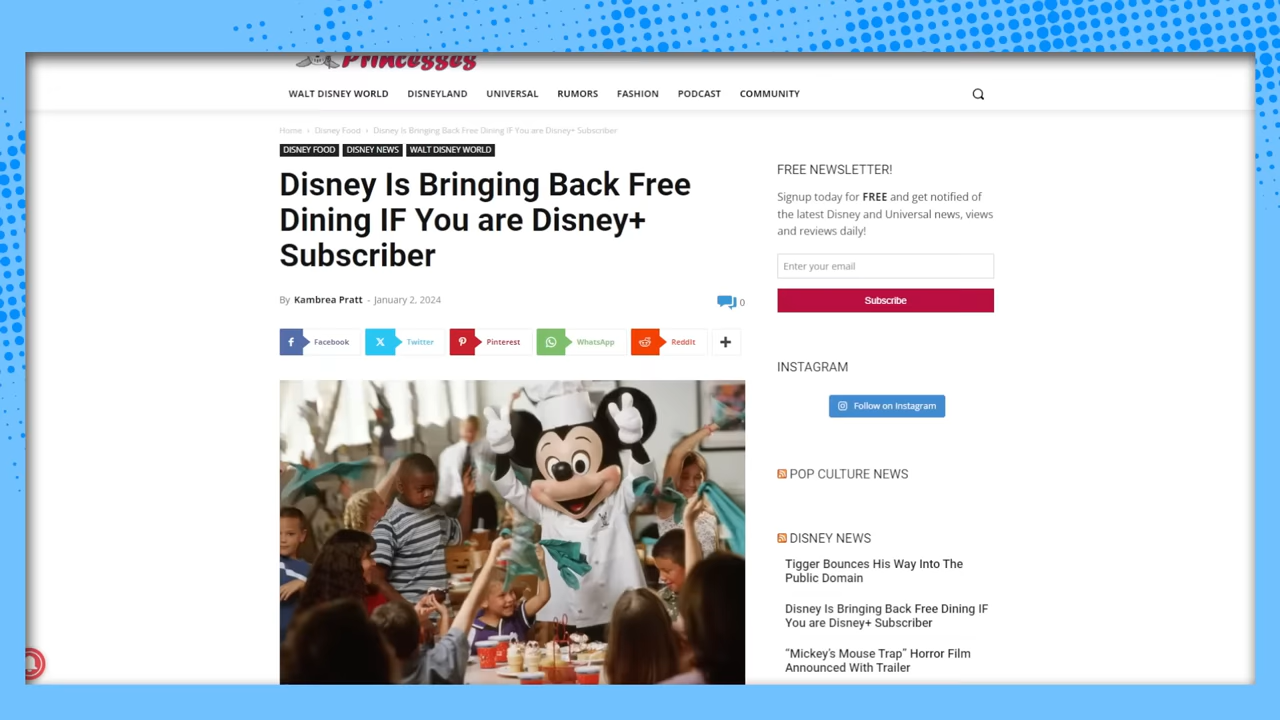 Princesses
WALT DISNEY WORLD DISNEYLAND UNIVERSAL RUMORS FASHION PODCAST COMMUNITY
Home › Disney Food › Disney Is Bringing Back Free Dining IF You are Disney+ Subscriber
DISNEY FOOD DISNEY NEWS WALT DISNEY WORLD
Disney Is Bringing Back Free
Dining IF You are Disney+
Subscriber
By Kambrea Pratt - January 2, 2024
0
Facebook Twitter Pinterest WhatsApp ReddIt
FREE NEWSLETTER!
Signup today for FREE and get notified of
the latest Disney and Universal news, views
and reviews daily!
Enter your email
Subscribe
INSTAGRAM
Follow on Instagram
POP CULTURE NEWS
DISNEY NEWS
Tigger Bounces His Way Into The
Public Domain
Disney Is Bringing Back Free Dining IF
You are Disney+ Subscriber
"Mickey's Mouse Trap" Horror Film
Announced With Trailer